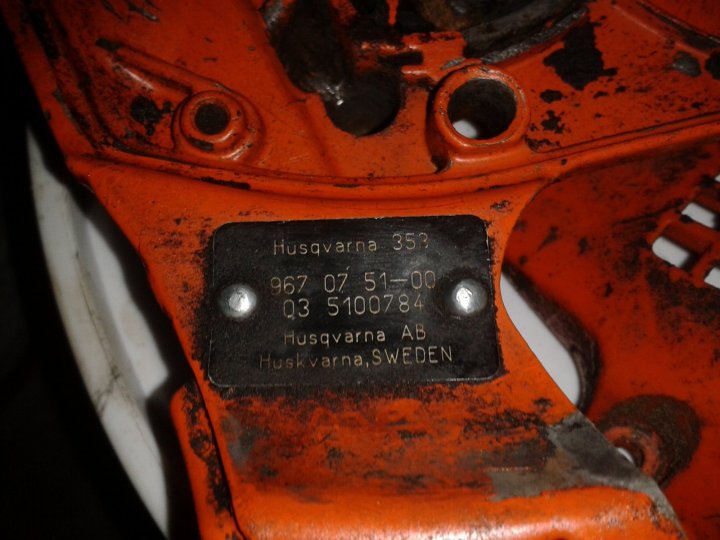 Husqvarna 353
967 07 51-00
03 5100784
Husqvarna AB
Huskvarna, SWEDEN